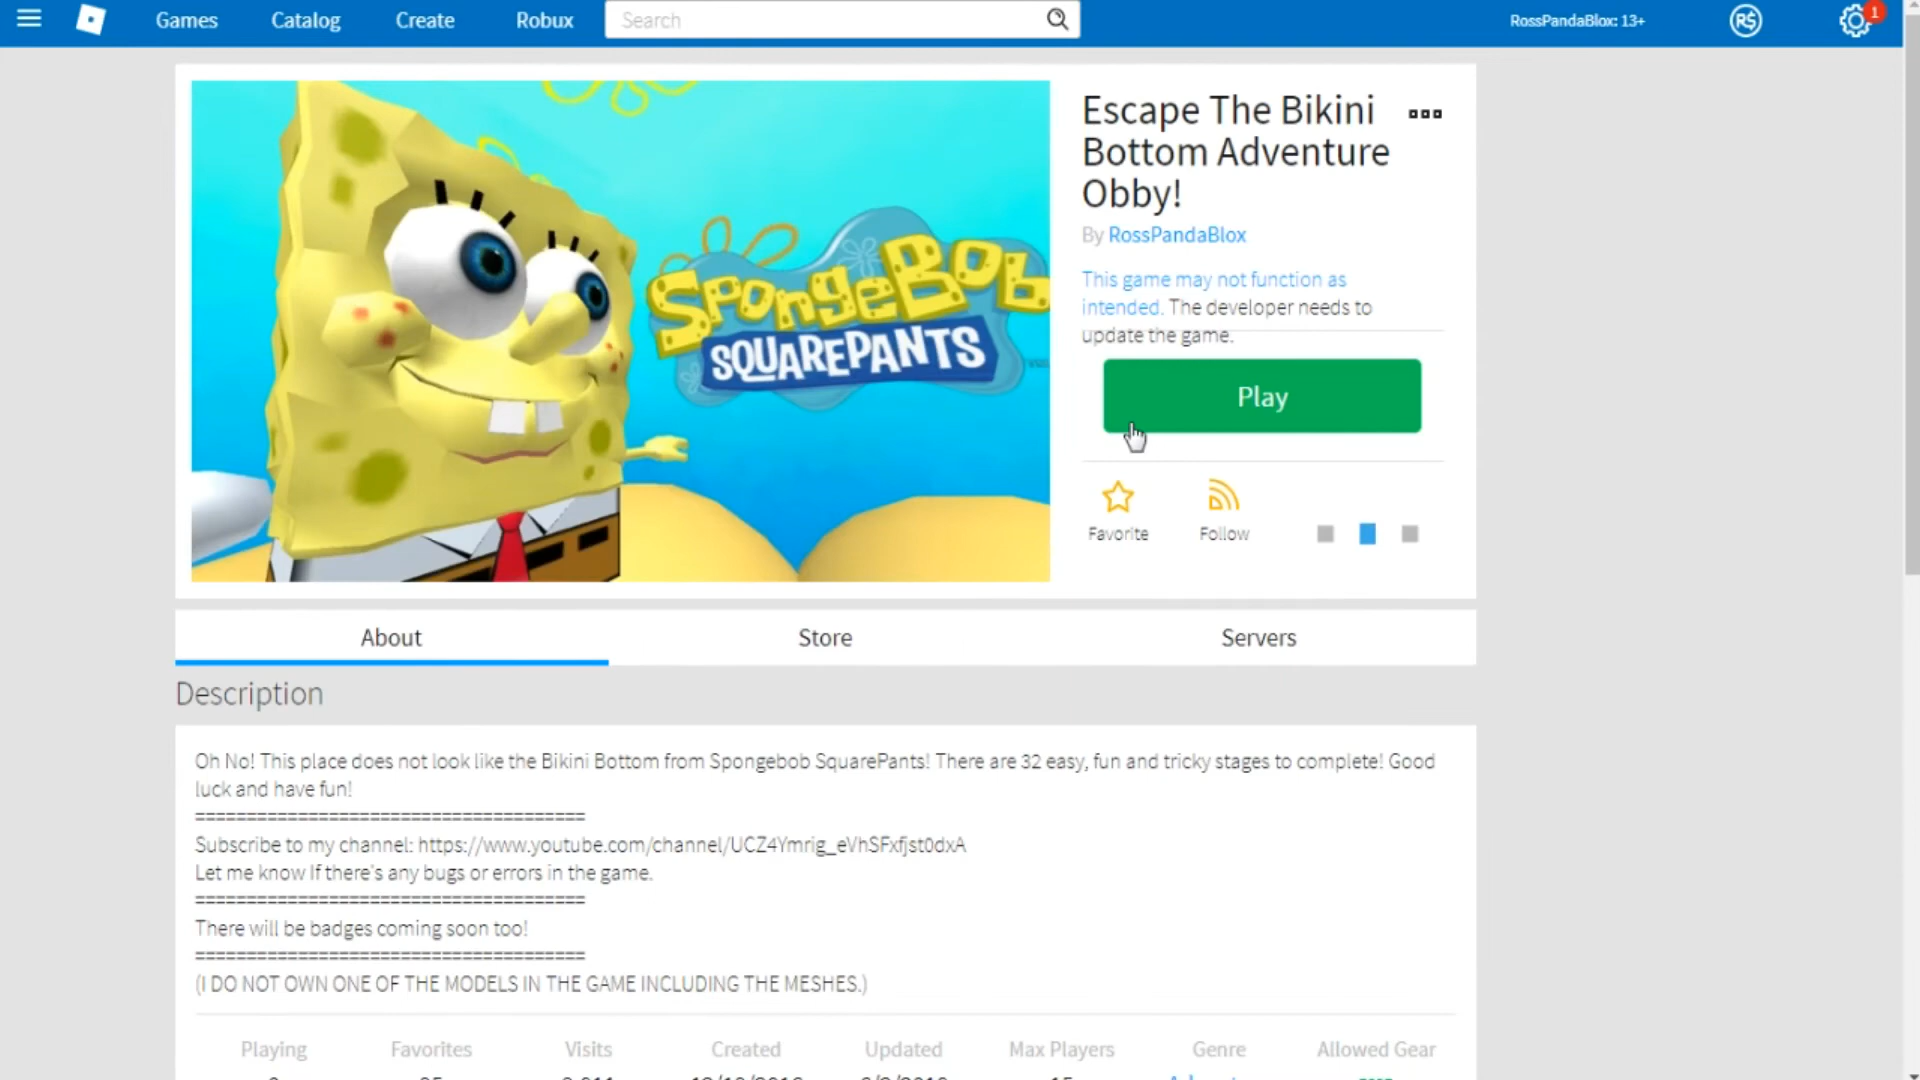 Games Catalog Create Robux Search RossPandaBlox: 13+ R$ 1
SpongeBob
SQUAREPANTS
Escape The Bikini
Bottom Adventure
Obby!
By RossPandaBlox
This game may not function as
intended. The developer needs to
update the game.
Play
Favorite Follow
About Store Servers
Description
Oh No! This place does not look like the Bikini Bottom from Spongebob SquarePants! There are 32 easy, fun and tricky stages to complete! Good
luck and have fun!
======================================
Subscribe to my channel: https://www.youtube.com/channel/UCZ4Ymrig_eVhSFxfjst0dxA
Let me know If there's any bugs or errors in the game.
======================================
There will be badges coming soon too!
======================================
(I DO NOT OWN ONE OF THE MODELS IN THE GAME INCLUDING THE MESHES.)
Playing Favorites Visits Created Updated Max Players Genre Allowed Gear